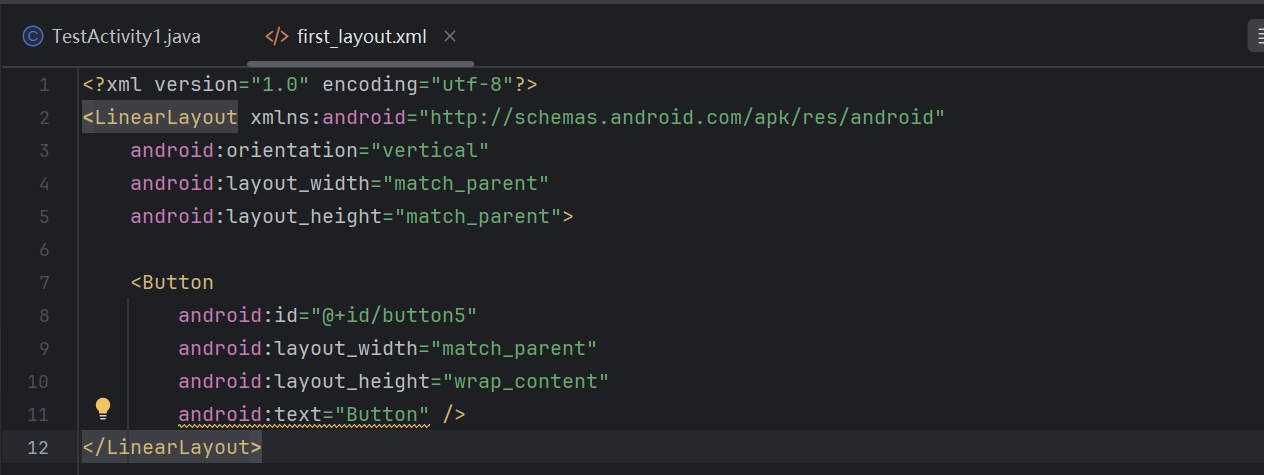 TestActivity1.java </> first_layout.xml
1 <?xml version="1.0" encoding="utf-8"?>
2 <LinearLayout xmlns:android="http://schemas.android.com/apk/res/android"
3 android:orientation="vertical"
4 android:layout_width="match_parent"
5 android:layout_height="match_parent">
6
7 <Button
8 android:id="@+id/button5"
9 android:layout_width="match_parent"
10 android:layout_height="wrap_content"
11 android:text="Button" />
12 </LinearLayout>